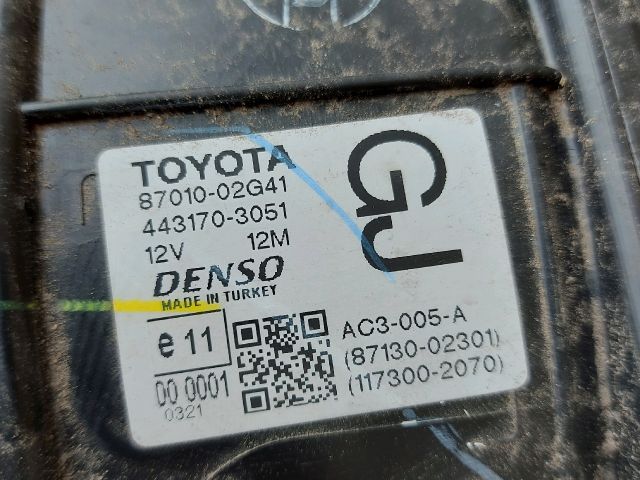 TOYOTA
87010-02G41
443170-3051
12V 12M
DENSO
MADE IN TURKEY
GJ
e 11
00 0001
0321
AC3-005-A
(87130-02301)
(117300-2070)